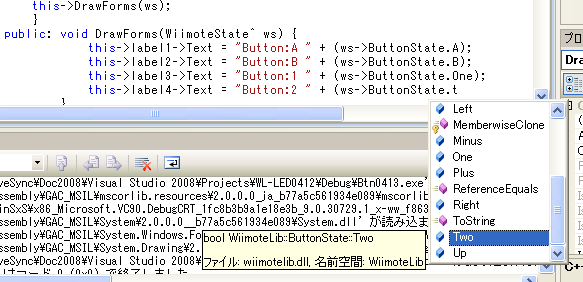 this->DrawForms(ws);
}
public: void DrawForms(WiimoteState^ ws) {
this->label1->Text = "Button:A " + (ws->ButtonState.A);
this->label2->Text = "Button:B " + (ws->ButtonState.B);
this->label3->Text = "Button:1 " + (ws->ButtonState.One);
this->label4->Text = "Button:2 " + (ws->ButtonState.t
}
プロ
Dra
Left
MemberwiseClone
Minus
One
Plus
ReferenceEquals
Right
ToString
Two
Up
veSync¥Doc2008¥Visual Studio 2008¥Projects¥WL-LED0412¥Debug¥Btn0413.exe'
ssembly¥GAC_MSIL¥mscorlib.resources¥2.0.0.0_ja_b77a5c561934e089¥mscorlib
inSxS¥x86_Microsoft.VC90.DebugCRT_1fc8b3b9a1e18e3b_9.0.30729.1_x-ww_f863
ssembly¥GAC_MSIL¥System¥2.0.0.0__b77a5c561934e089¥System.dll' が読み込ま
ssembly¥GAC_MSIL¥System.Windows.Fo
ssembly¥GAC_MSIL¥System.Drawing¥2.
はコード 0 (0x0) で終了しました
bool WiimoteLib::ButtonState::Two
ファイル: wiimotelib.dll, 名前空間: WiimoteLib